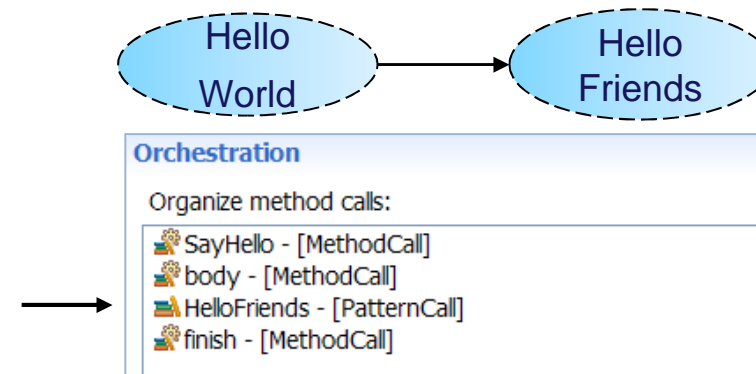 Hello
World
Hello
Friends
Orchestration
Organize method calls:
SayHello - [MethodCall]
body - [MethodCall]
HelloFriends - [PatternCall]
finish - [MethodCall]